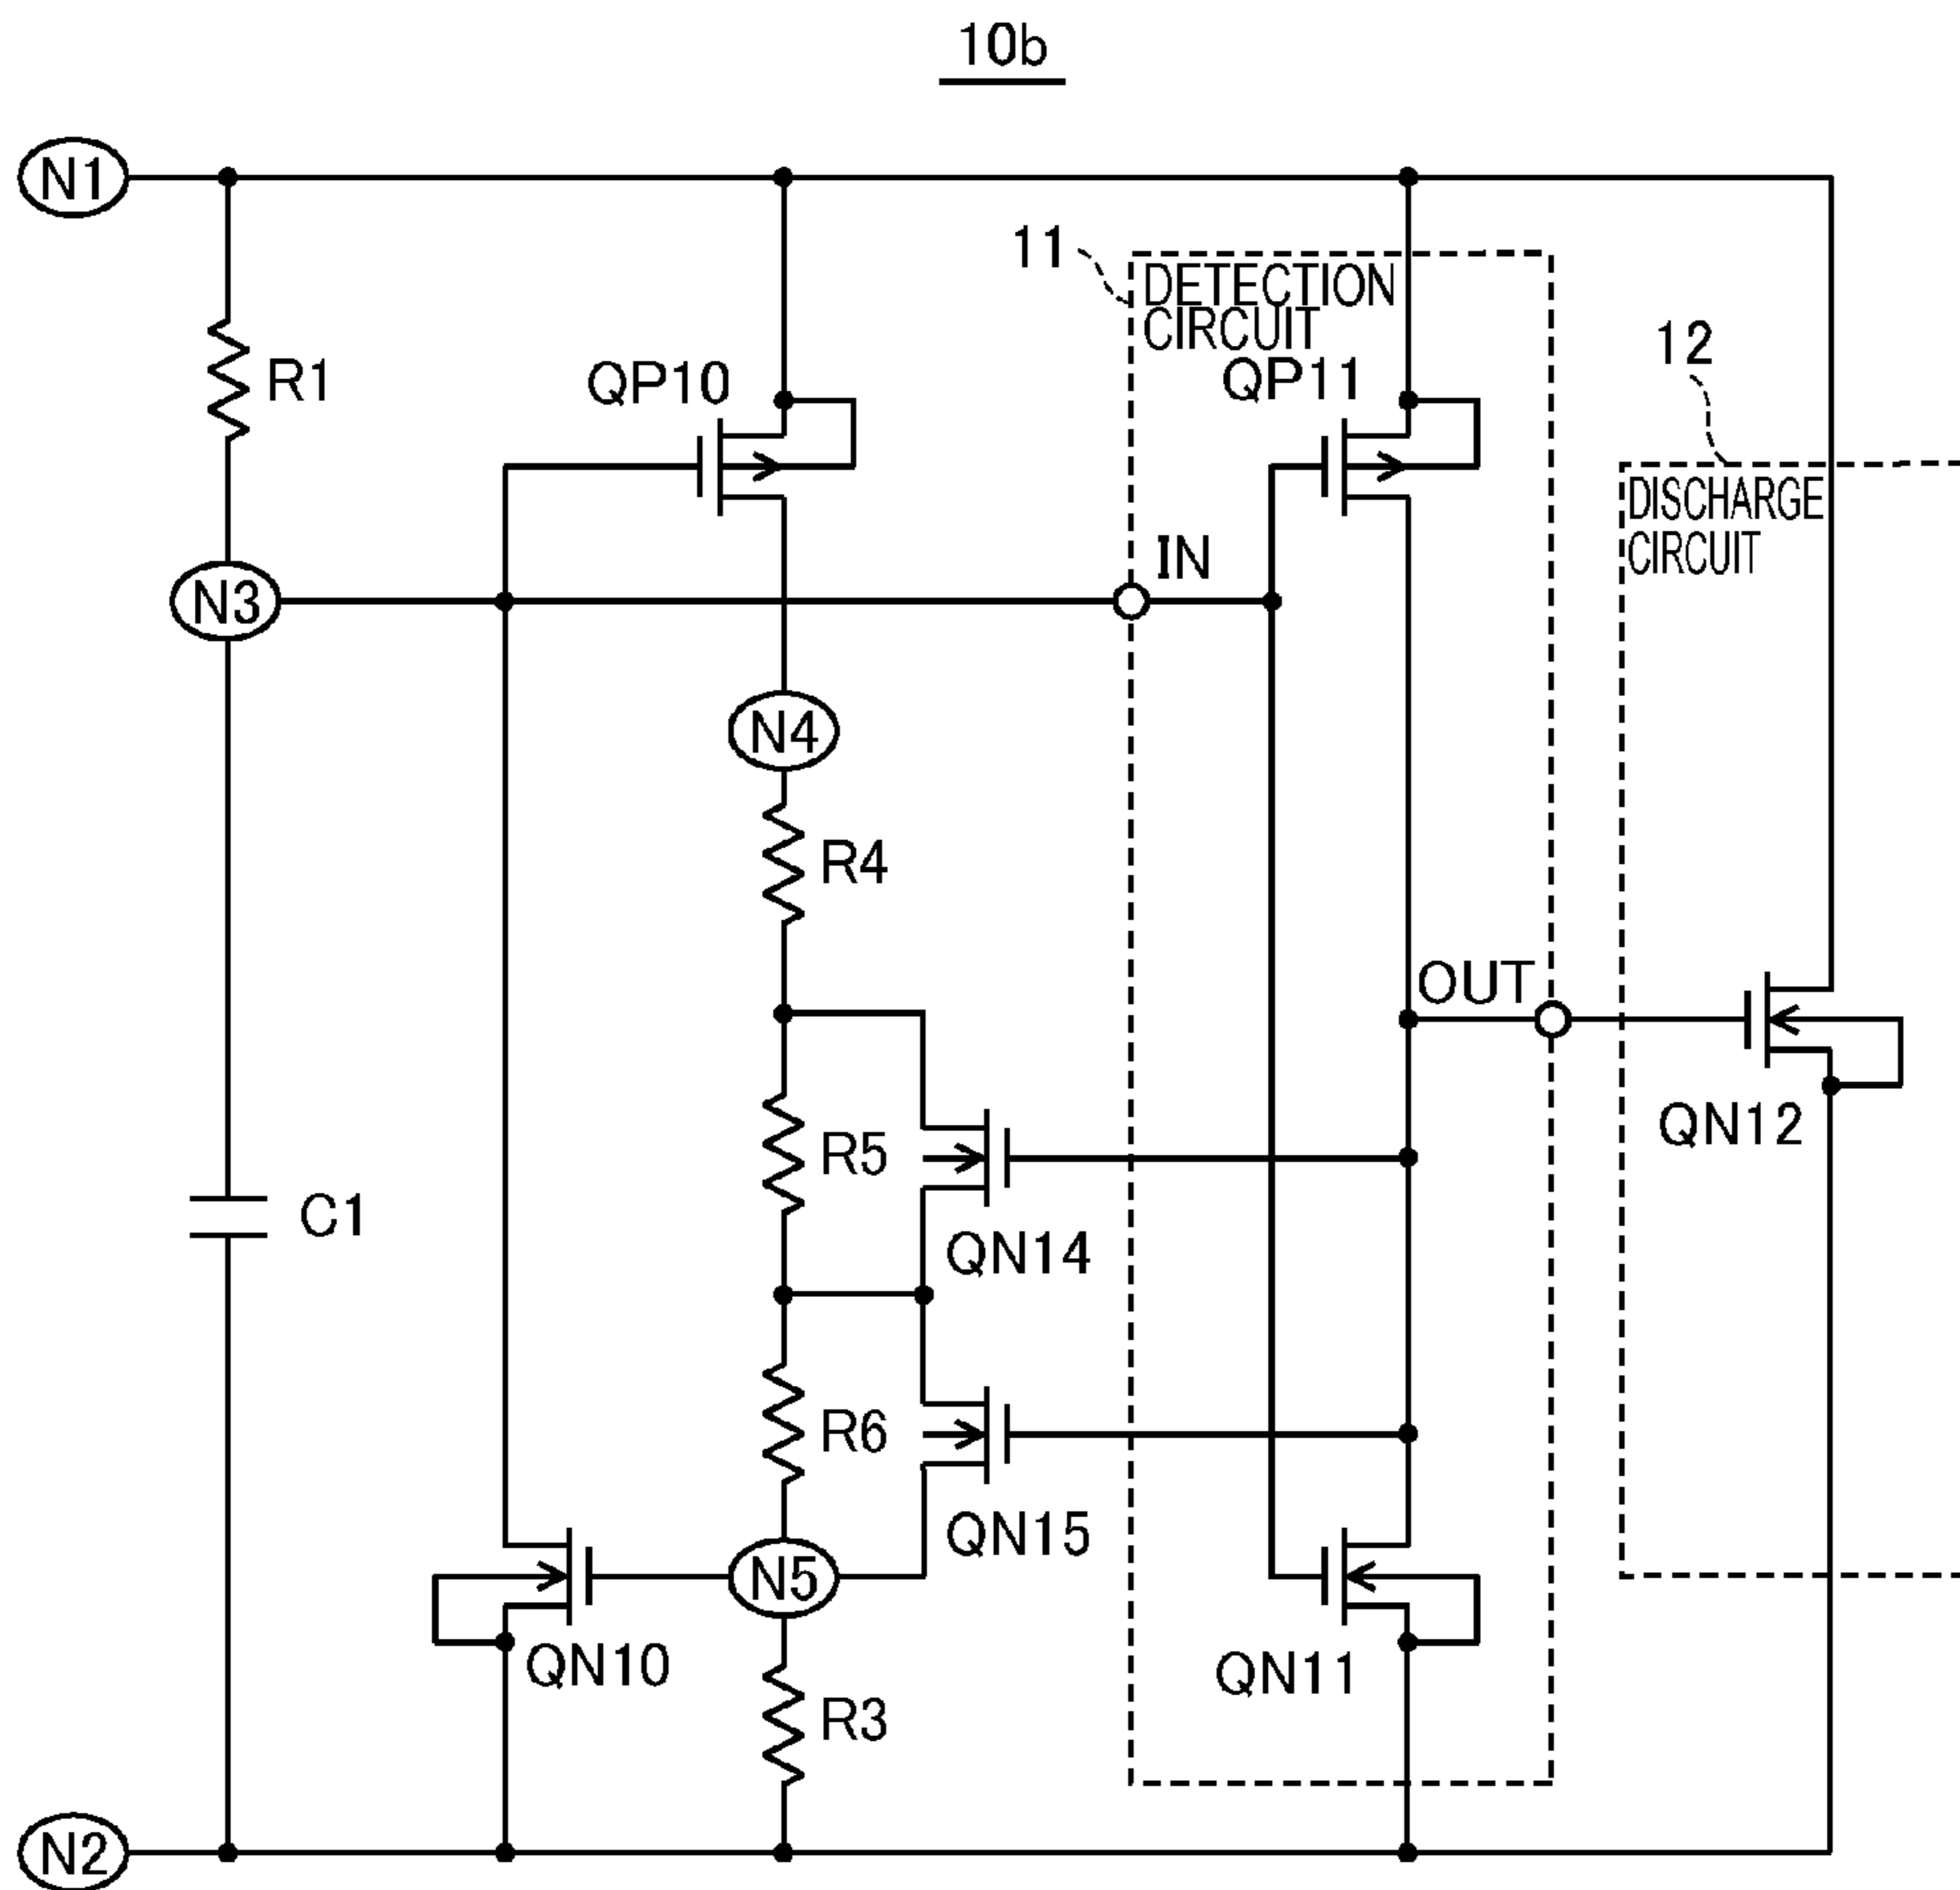 10b
N1
11
DETECTION
CIRCUIT
12
R1
QP10
QP11
DISCHARGE
CIRCUIT
IN
N3
N4
R4
OUT
QN12
R5
C1
QN14
R6
QN15
N5
QN10
QN11
R3
N2